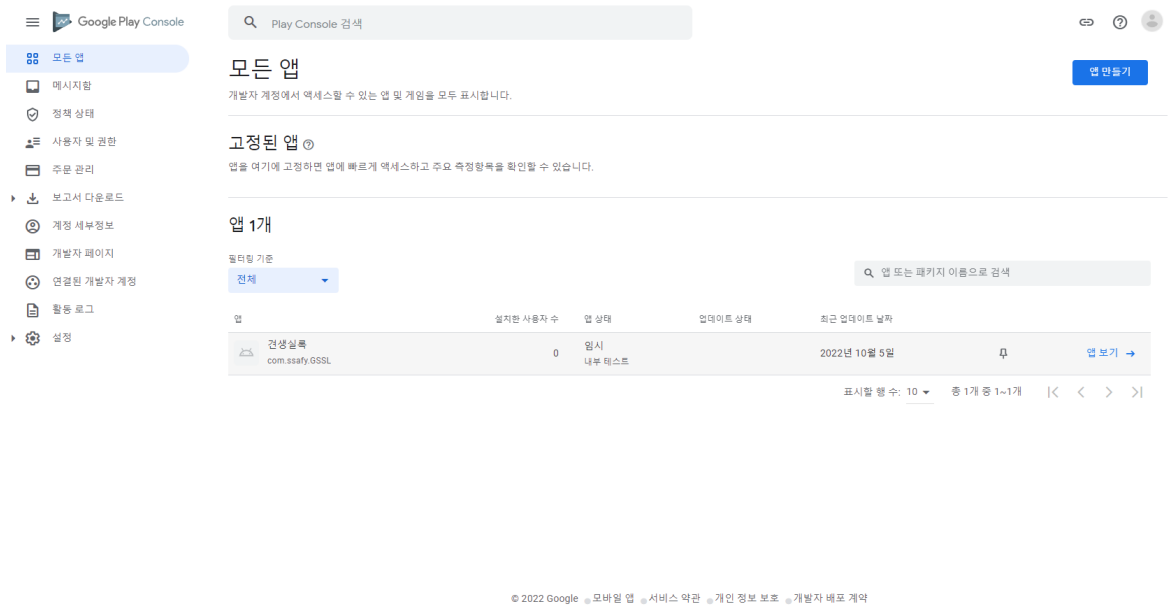 Google Play Console
Play Console 검색
모든 앱
메시지함
정책 상태
사용자 및 권한
주문 관리
보고서 다운로드
계정 세부정보
개발자 페이지
연결된 개발자 계정
활동 로그
설정
모든 앱
앱 만들기
개발자 계정에서 액세스할 수 있는 앱 및 게임을 모두 표시합니다.
고정된 앱
앱을 여기에 고정하면 앱에 빠르게 액세스하고 주요 측정항목을 확인할 수 있습니다.
앱 1개
필터링 기준
전체
앱 또는 패키지 이름으로 검색
앱 설치한 사용자 수 앱 상태 업데이트 상태 최근 업데이트 날짜
견생실록 0 임시 2022년 10월 5일 앱 보기
com.ssafy.GSSL 내부 테스트
표시할 행 수: 10 총 1개 중 1~1개
© 2022 Google 모바일 앱 서비스 약관 개인 정보 보호 개발자 배포 계약